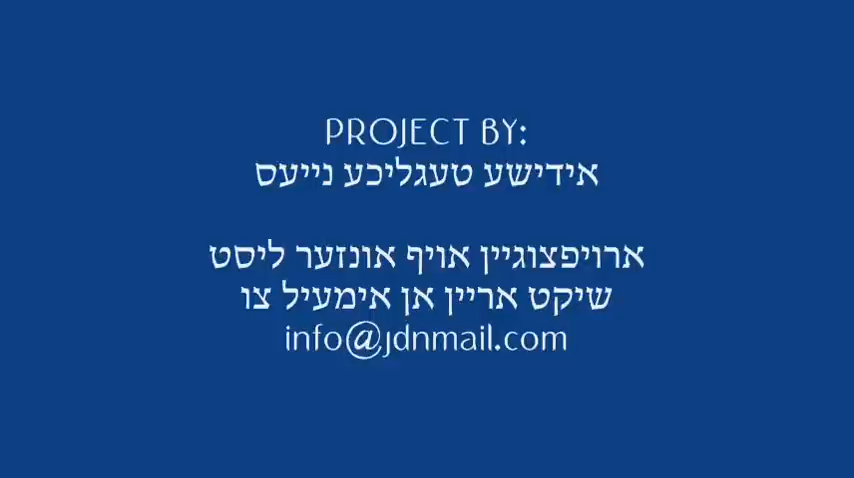 PROJECT BY:
אידישע טעגליכע נייעס
ארויפצוגיין אויף אונזער ליסט
שיקט אריין אן אימעיל צו
info@jdnmail.com